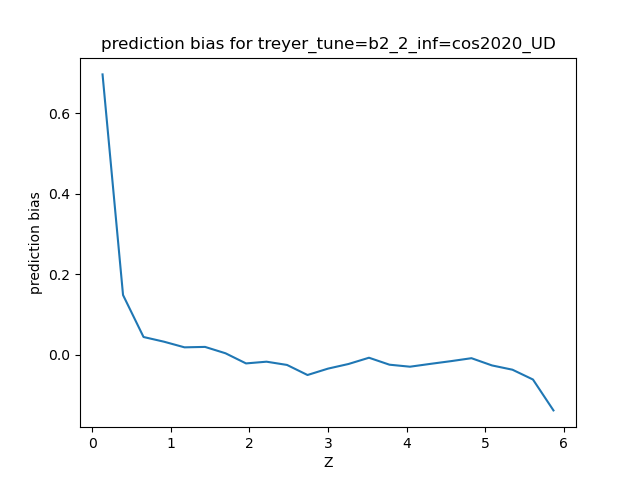 prediction bias for treyer_tune=b2_2_inf=cos2020_UD
prediction bias
0.6
0.4
0.2
0.0
0 1 2 3 4 5 6
Z